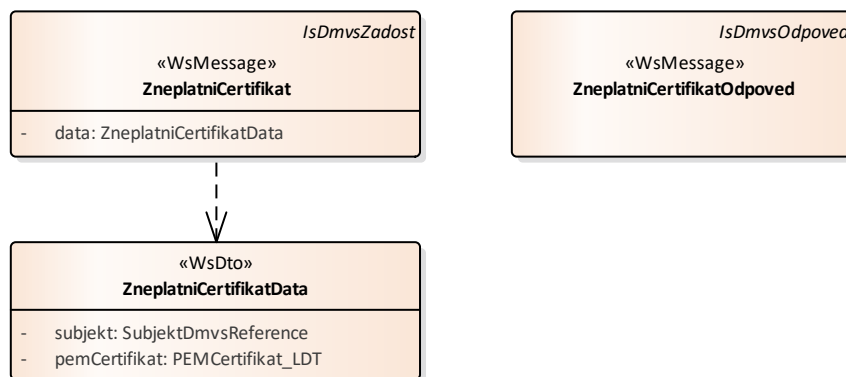 IsDmvsZadost
«WsMessage»
ZneplatniCertifikat
- data: ZneplatniCertifikatData
IsDmvsOdpoved
«WsMessage»
ZneplatniCertifikatOdpoved
«WsDto»
ZneplatniCertifikatData
- subjekt: SubjektDmvsReference
- pemCertifikat: PEMCertifikat_LDT